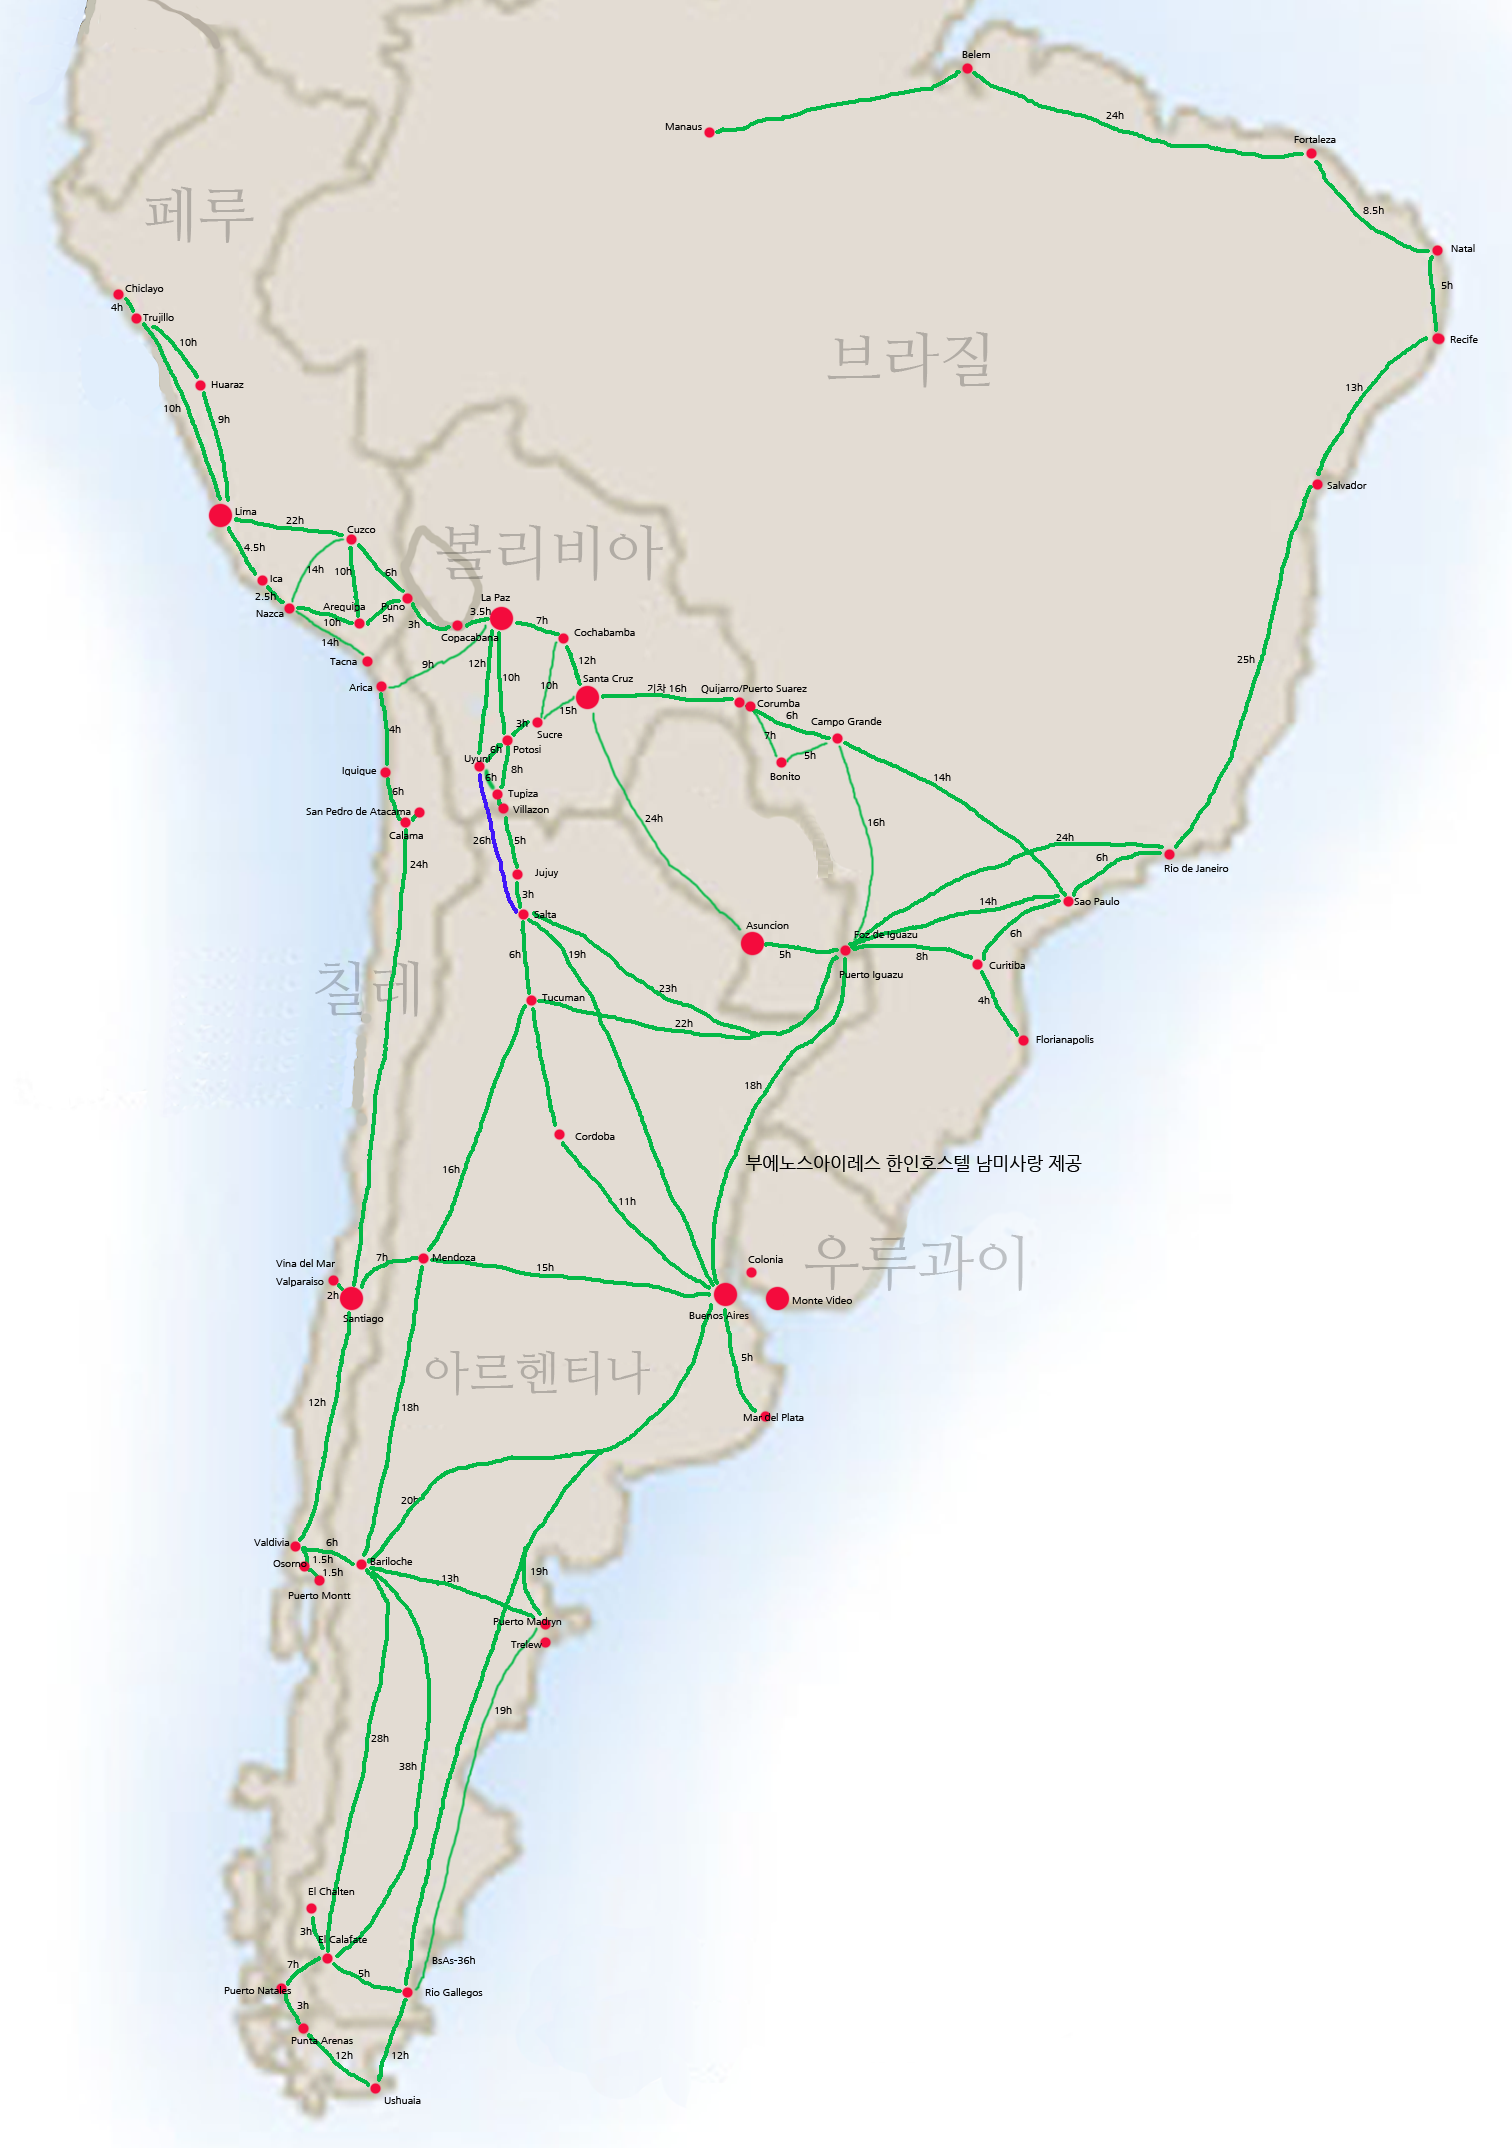 Belem
Manaus
24h
Fortaleza
8.5h
Natal
5h
Recife
13h
Salvador
25h
페루
브라질
Chiclayo
4h
Trujillo
10h
Huaraz
10h
9h
Lima
22h
Cuzco
4.5h
Ica
14h
10h
6h
2.5h
Nazca
Arequipa
10h
Puno
5h
3h
14h
Tacna
볼리비아
La Paz
3.5h
Copacabana
7h
Cochabamba
9h
12h
10h
10h
12h
Santa Cruz
15h
기차 16h
Quijarro/Puerto Suarez
Corumba
6h
Campo Grande
7h
5h
Bonito
14h
16h
Arica
4h
Iquique
6h
San Pedro de Atacama
Calama
24h
3h
Sucre
Potosi
6h
Uyuni
8h
6h
Tupiza
Villazon
26h
5h
Jujuy
3h
Salta
24h
24h
6h
Rio de Janeiro
14h
Sao Paulo
6h
Asuncion
5h
Foz de Iguazu
Puerto Iguazu
8h
Curitiba
4h
Florianapolis
칠레
6h
19h
23h
Tucuman
22h
18h
Cordoba
16h
11h
부에노스아이레스 한인호스텔 남미사랑 제공
우루과이
Colonia
Monte Video
Vina del Mar
Valparaiso
2h
Santiago
7h
Mendoza
15h
Buenos Aires
5h
Mar del Plata
아르헨티나
12h
18h
20h
Valdivia
6h
Osorno
1.5h
1.5h
Puerto Montt
Bariloche
13h
19h
Puerto Madryn
Trelew
19h
28h
38h
El Chalten
3h
El Calafate
7h
5h
BsAs-36h
Puerto Natales
Rio Gallegos
3h
Punta Arenas
12h
12h
Ushuaia